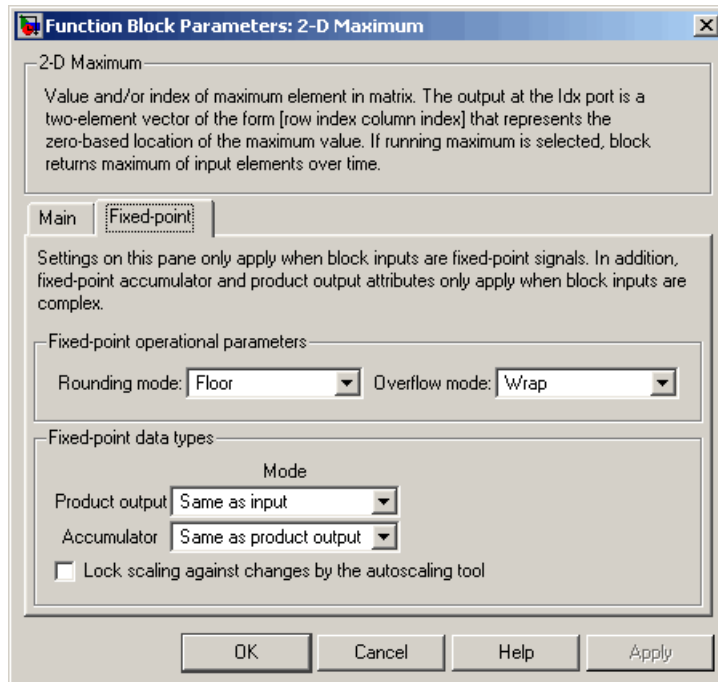 Function Block Parameters: 2-D Maximum
2-D Maximum
Value and/or index of maximum element in matrix. The output at the Idx port is a
two-element vector of the form [row index column index] that represents the
zero-based location of the maximum value. If running maximum is selected, block
returns maximum of input elements over time.
Main Fixed-point
Settings on this pane only apply when block inputs are fixed-point signals. In addition,
fixed-point accumulator and product output attributes only apply when block inputs are
complex.
Fixed-point operational parameters
Rounding mode: Floor Overflow mode: Wrap
Fixed-point data types
Mode
Product output Same as input
Accumulator Same as product output
Lock scaling against changes by the autoscaling tool
OK Cancel Help Apply